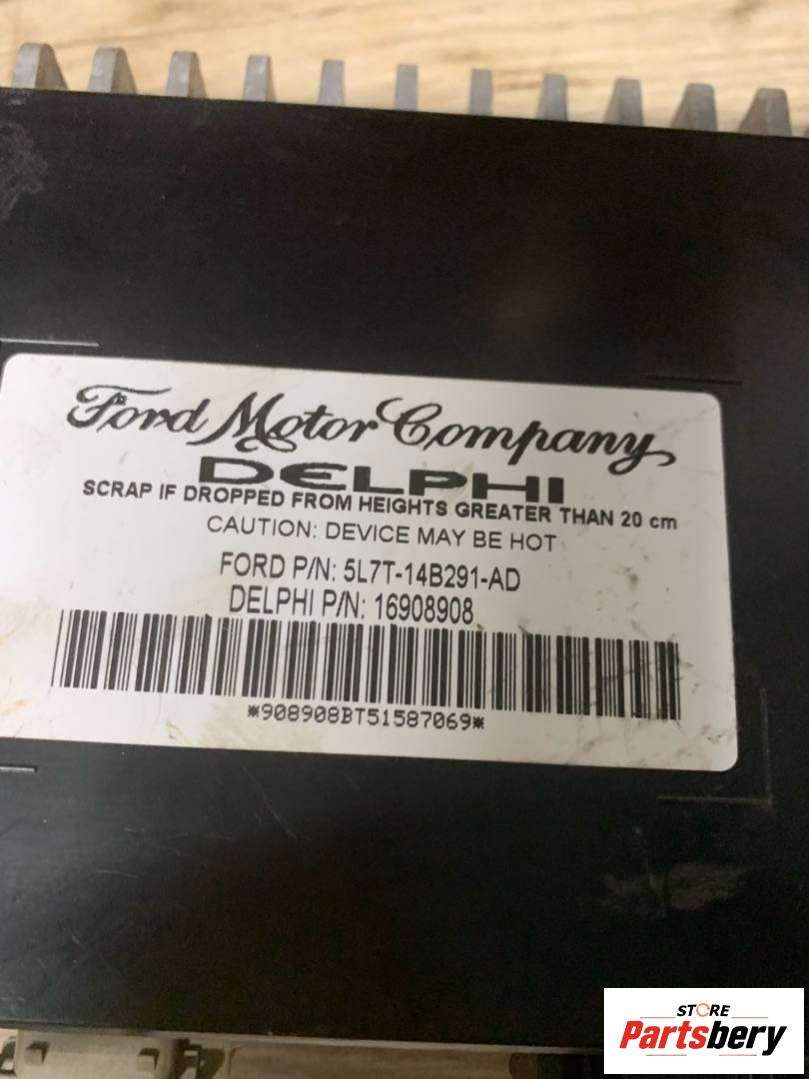 Ford Motor Company
DELPHI
SCRAP IF DROPPED FROM HEIGHTS GREATER THAN 20 cm
CAUTION: DEVICE MAY BE HOT
FORD P/N: 5L7T-14B291-AD
DELPHI P/N: 16908908
*908908BT51587069*
STORE
Partsbery